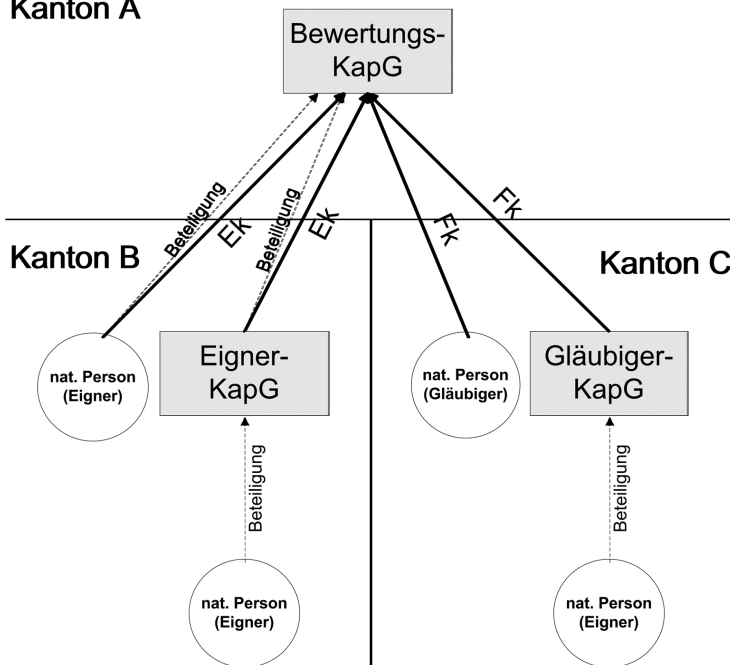 Kanton A
Bewertungs-
KapG
Beteiligung
Ek
Beteiligung
Ek
Fk
Fk
Kanton B
Kanton C
nat. Person
(Eigner)
Eigner-
KapG
nat. Person
(Gläubiger)
Gläubiger-
KapG
Beteiligung
Beteiligung
nat. Person
(Eigner)
nat. Person
(Eigner)